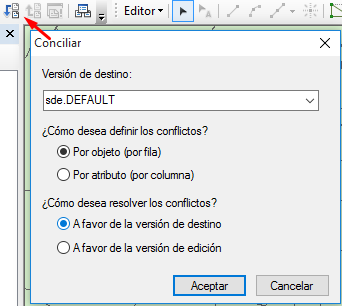 Editor
Conciliar
Versión de destino:
sde.DEFAULT
¿Cómo desea definir los conflictos?
Por objeto (por fila)
Por atributo (por columna)
¿Cómo desea resolver los conflictos?
A favor de la versión de destino
A favor de la versión de edición
Aceptar
Cancelar